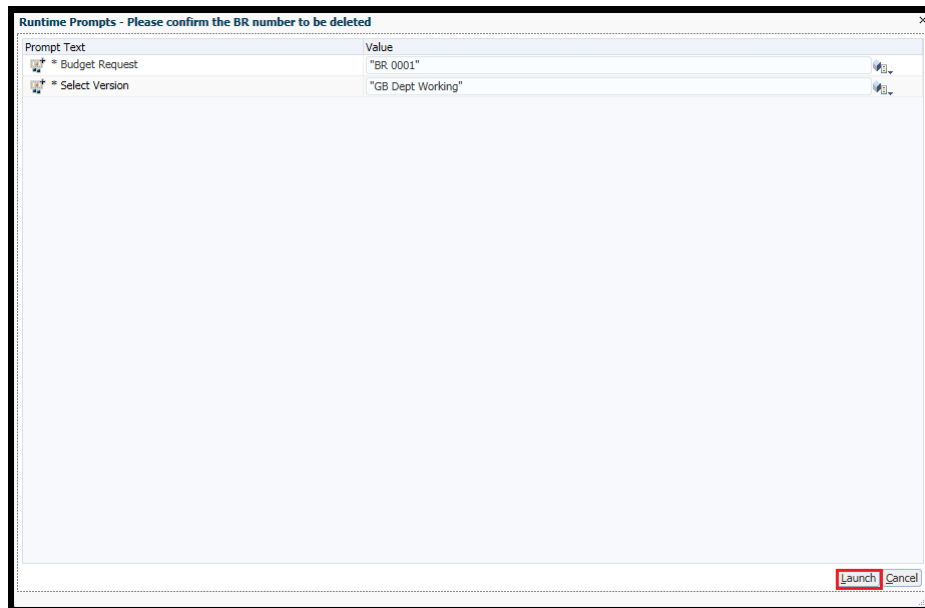 Runtime Prompts - Please confirm the BR number to be deleted
Prompt Text Value
* Budget Request "BR 0001"
* Select Version "GB Dept Working"
Launch Cancel